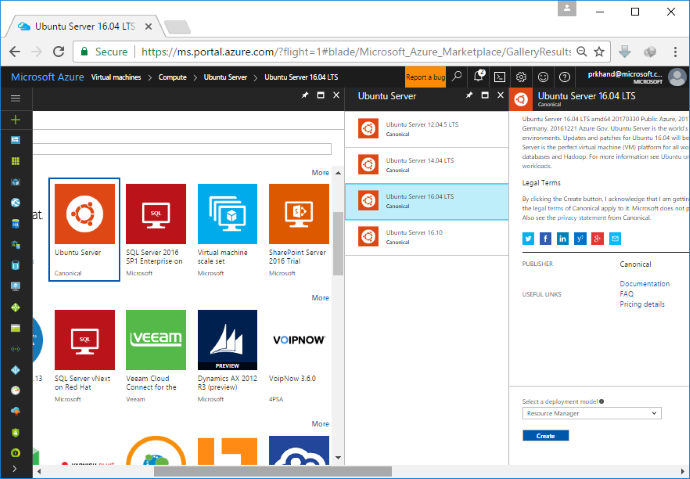 Ubuntu Server 16.04 LTS
Secure
https://ms.portal.azure.com/?flight=1#blade/Microsoft_Azure_Marketplace/GalleryResults
Microsoft Azure Virtual machines > Compute > Ubuntu Server > Ubuntu Server 16.04 LTS
Report a bug
2
prkhand@microsoft.c...
MICROSOFT
More
at.
Ubuntu Server
Canonical
SQL
SQL Server 2016
SP1 Enterprise on
Microsoft
Virtual machine
scale set
Microsoft
SharePoint Server
2016 Trial
Microsoft
More
.13
SQL
SQL Server vNext
on Red Hat
Microsoft
veeam
Veeam Cloud
Connect for the
Veeam
PREVIEW
Dynamics AX 2012
R3 (preview)
Microsoft
VOIPNOW
VoipNow 3.6.0
4PSA
More
Ubuntu Server
Ubuntu Server 12.04.5 LTS
Canonical
Ubuntu Server 14.04 LTS
Canonical
Ubuntu Server 16.04 LTS
Canonical
Ubuntu Server 16.10
Canonical
Ubuntu Server 16.04 LTS
Canonical
Ubuntu Server 16.04 LTS amd64 20170330 Public Azure, 2017
Germany, 20161221 Azure Gov. Ubuntu Server is the world's
environments. Updates and patches for Ubuntu 16.04 will be
Server is the perfect virtual machine (VM) platform for all wo
databases and Hadoop. For more information see Ubuntu on
workloads.
Legal Terms
By clicking the Create button, I acknowledge that I am getting
the legal terms of Canonical apply to it. Microsoft does not p
Also see the privacy statement from Canonical.
PUBLISHER Canonical
USEFUL LINKS Documentation
FAQ
Pricing details
Select a deployment model
Resource Manager
Create